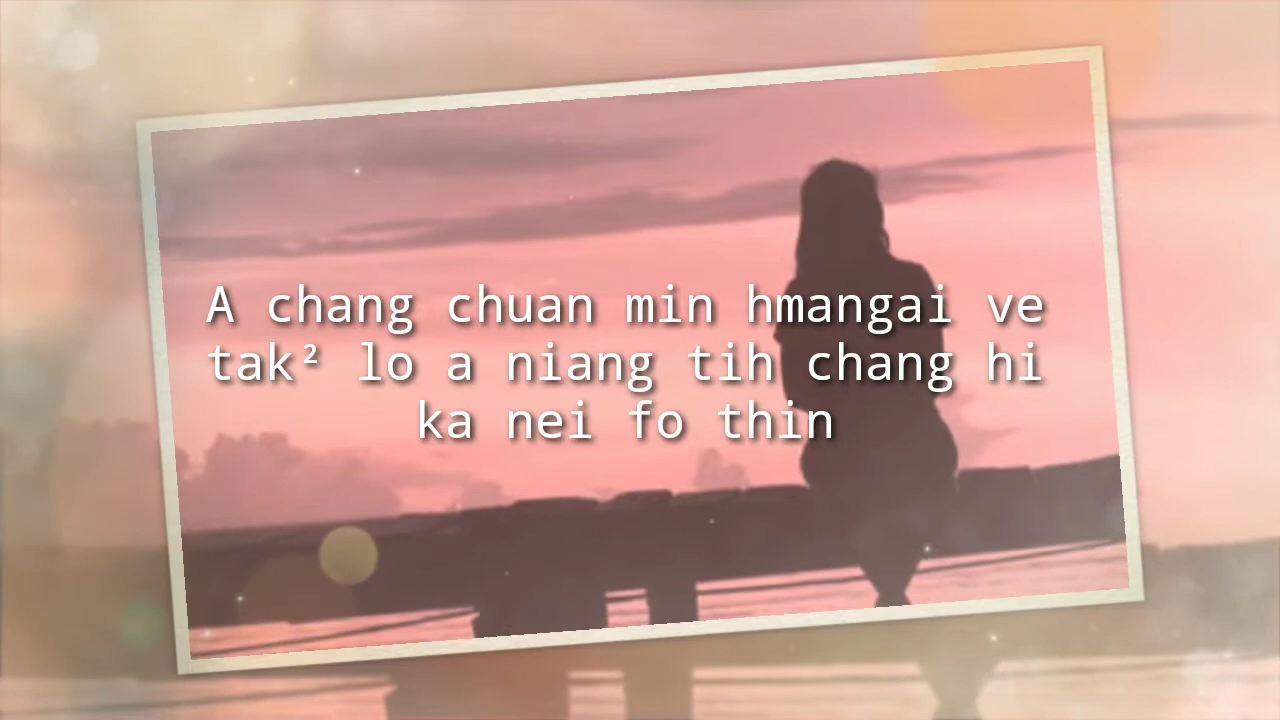 A chang chuan min hmangai ve
tak² lo a niang tih chang hi
ka nei fo thin